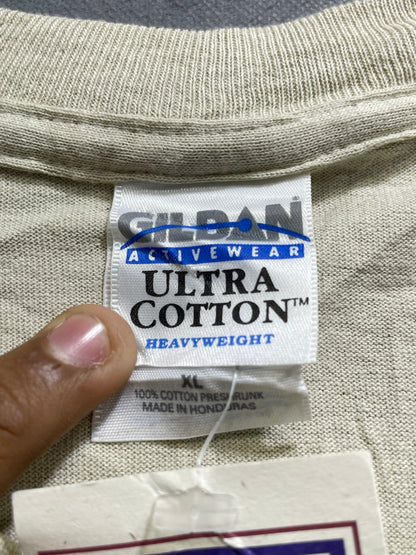 GILDAN
ACTIVEWEAR
ULTRA
COTTON™
HEAVYWEIGHT
XL
100% COTTON PRESHRUNK
MADE IN HONDURAS